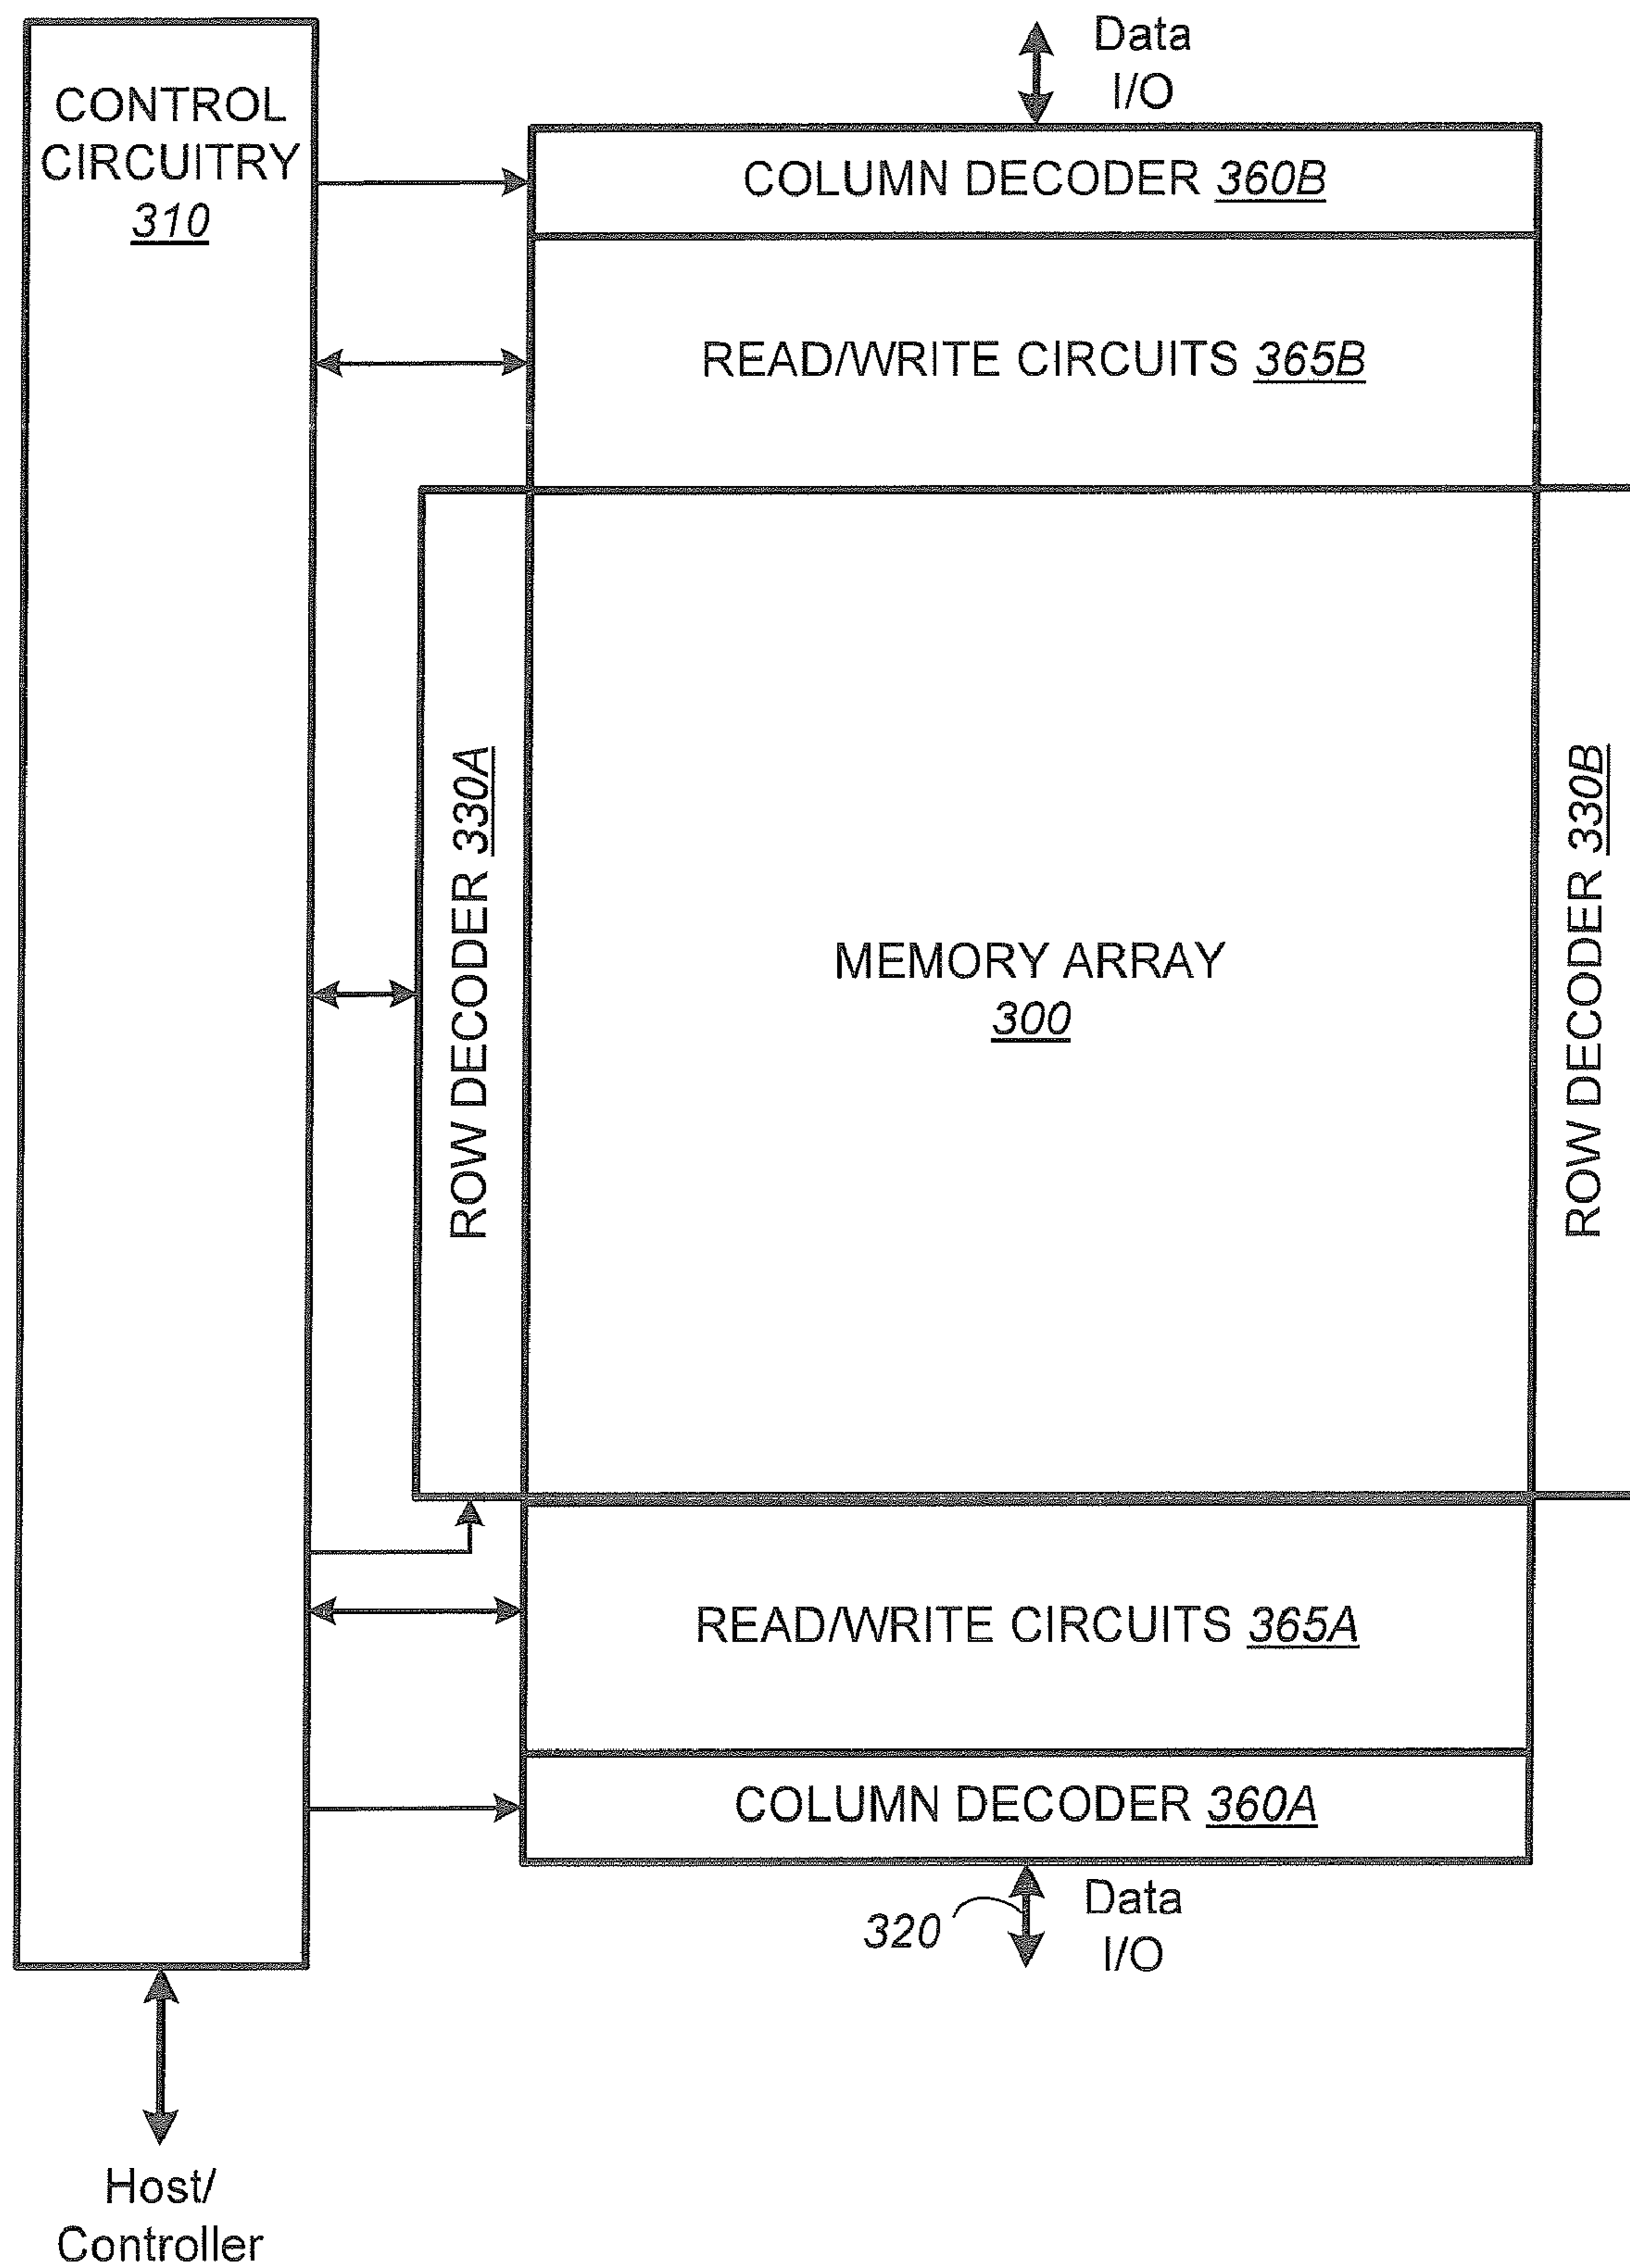 CONTROL
CIRCUITRY
310
Data
I/O
COLUMN DECODER 360B
READ/WRITE CIRCUITS 365B
ROW DECODER 330A
MEMORY ARRAY
300
ROW DECODER 330B
READ/WRITE CIRCUITS 365A
COLUMN DECODER 360A
320
Data
I/O
Host/
Controller